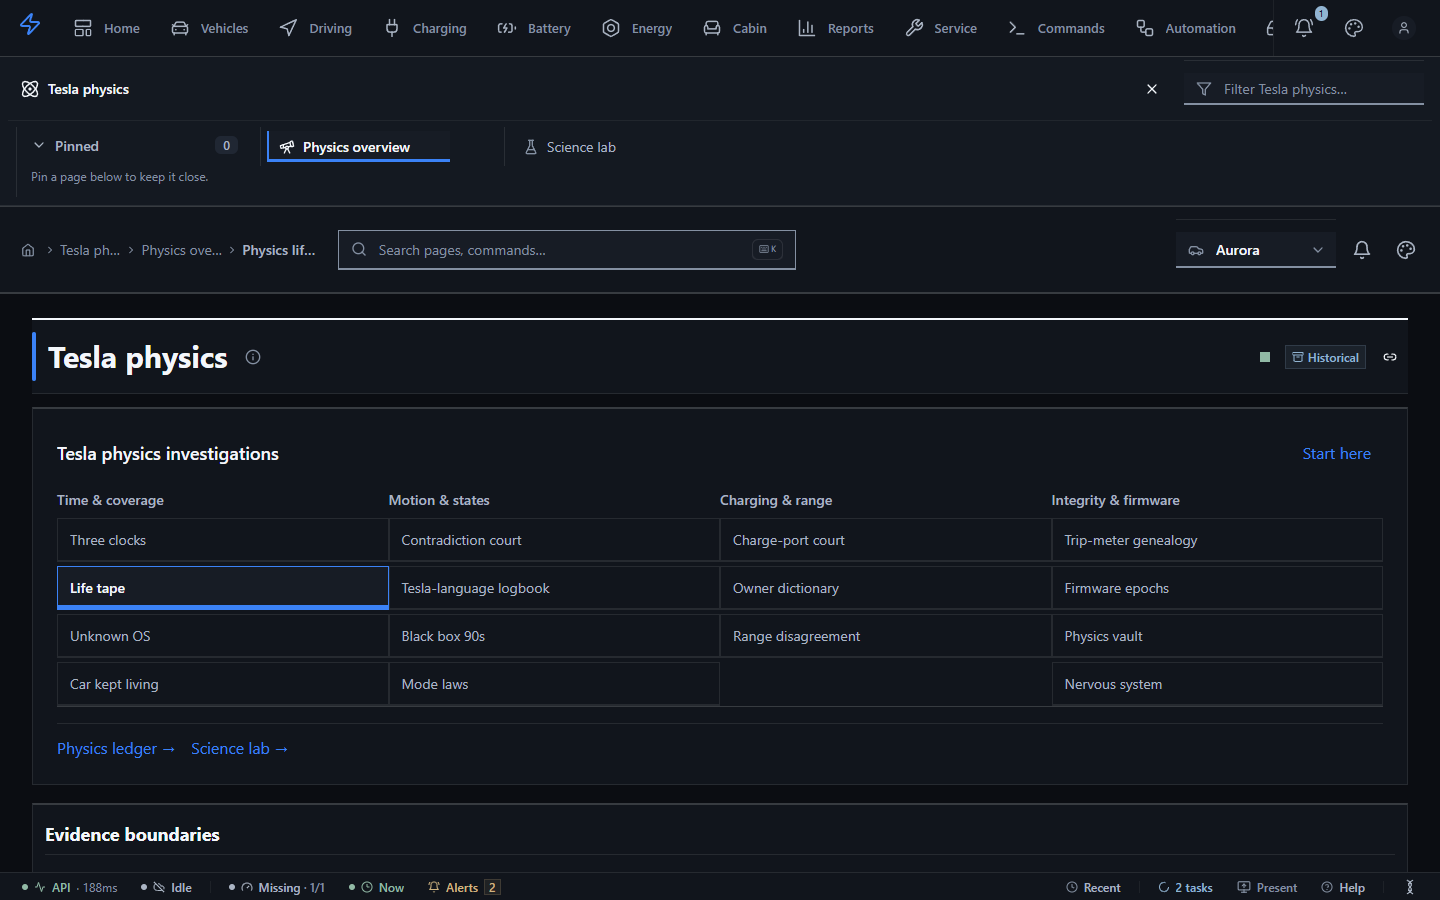 Home Vehicles Driving Charging Battery Energy Cabin Reports Service Commands Automation 1
Tesla physics
Filter Tesla physics...
Pinned 0
Physics overview
Science lab
Pin a page below to keep it close.
Tesla ph... Physics ove... Physics lif...
Search pages, commands... K
Aurora
Tesla physics
Historical
Tesla physics investigations
Start here
Time & coverage Motion & states Charging & range Integrity & firmware
Three clocks Contradiction court Charge-port court Trip-meter genealogy
Life tape Tesla-language logbook Owner dictionary Firmware epochs
Unknown OS Black box 90s Range disagreement Physics vault
Car kept living Mode laws Nervous system
Physics ledger → Science lab →
Evidence boundaries
API · 188ms Idle Missing · 1/1 Now Alerts 2 Recent 2 tasks Present Help